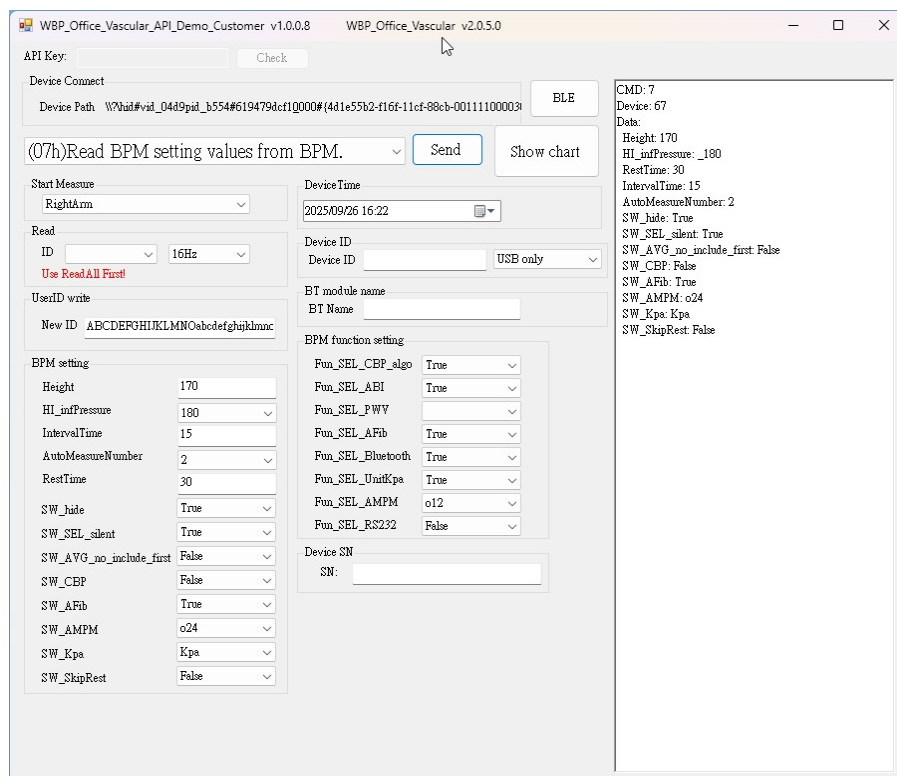 WBP_Office_Vascular_API_Demo_Customer v1.0.0.8 WBP_Office_Vascular v2.0.5.0
API Key: Check
Device Connect
Device Path \\?\hid#vid_04d9pid_b554#619479dcf10000#{4d1e55b2-f16f-11cf-88cb-001111000030
BLE
(07h)Read BPM setting values from BPM. Send Show chart
Start Measure
RightArm
Read
ID 16Hz
Use ReadAll First!
UserID write
New ID ABCDEFGHIJKLMNOabcdefghijklmno
BPM setting
Height 170
HI_infPressure 180
IntervalTime 15
AutoMeasureNumber 2
RestTime 30
SW_hide True
SW_SEL_silent True
SW_AVG_no_include_first False
SW_CBP False
SW_AFib True
SW_AMPM o24
SW_Kpa Kpa
SW_SkipRest False
DeviceTime
2025/09/26 16:22
Device ID
Device ID USB only
BT module name
BT Name
BPM function setting
Fun_SEL_CBP_algo True
Fun_SEL_ABI True
Fun_SEL_PWV
Fun_SEL_AFib True
Fun_SEL_Bluetooth True
Fun_SEL_UnitKpa True
Fun_SEL_AMPM o12
Fun_SEL_RS232 False
Device SN
SN:
CMD: 7
Device: 67
Data:
Height: 170
HI_infPressure: _180
RestTime: 30
IntervalTime: 15
AutoMeasureNumber: 2
SW_hide: True
SW_SEL_silent: True
SW_AVG_no_include_first: False
SW_CBP: False
SW_AFib: True
SW_AMPM: o24
SW_Kpa: Kpa
SW_SkipRest: False